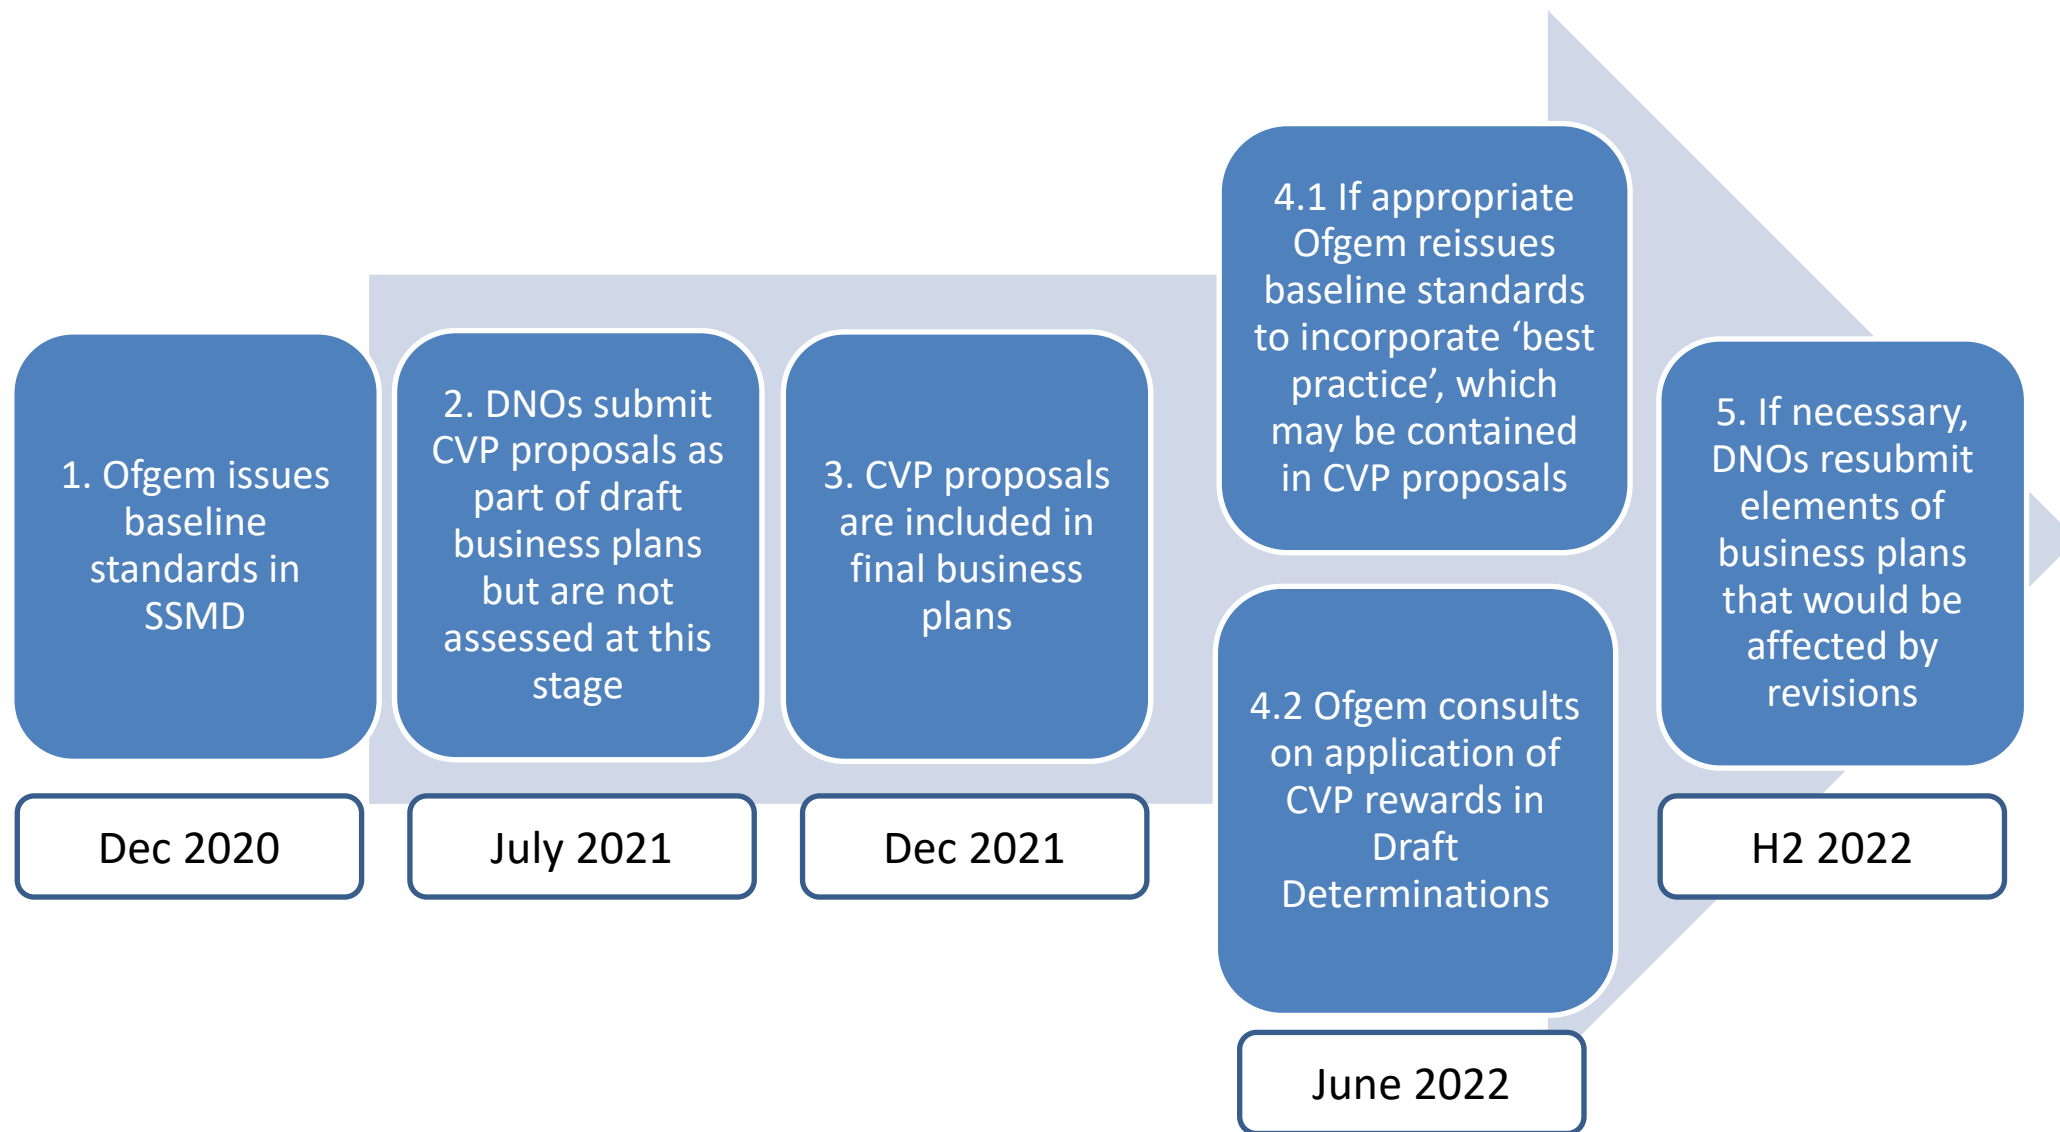 1. Ofgem issues
baseline
standards in
SSMD
Dec 2020
2. DNOs submit
CVP proposals as
part of draft
business plans
but are not
assessed at this
stage
July 2021
3. CVP proposals
are included in
final business
plans
Dec 2021
4.1 If appropriate
Ofgem reissues
baseline standards
to incorporate ‘best
practice’, which
may be contained
in CVP proposals
4.2 Ofgem consults
on application of
CVP rewards in
Draft
Determinations
June 2022
5. If necessary,
DNOs resubmit
elements of
business plans
that would be
affected by
revisions
H2 2022